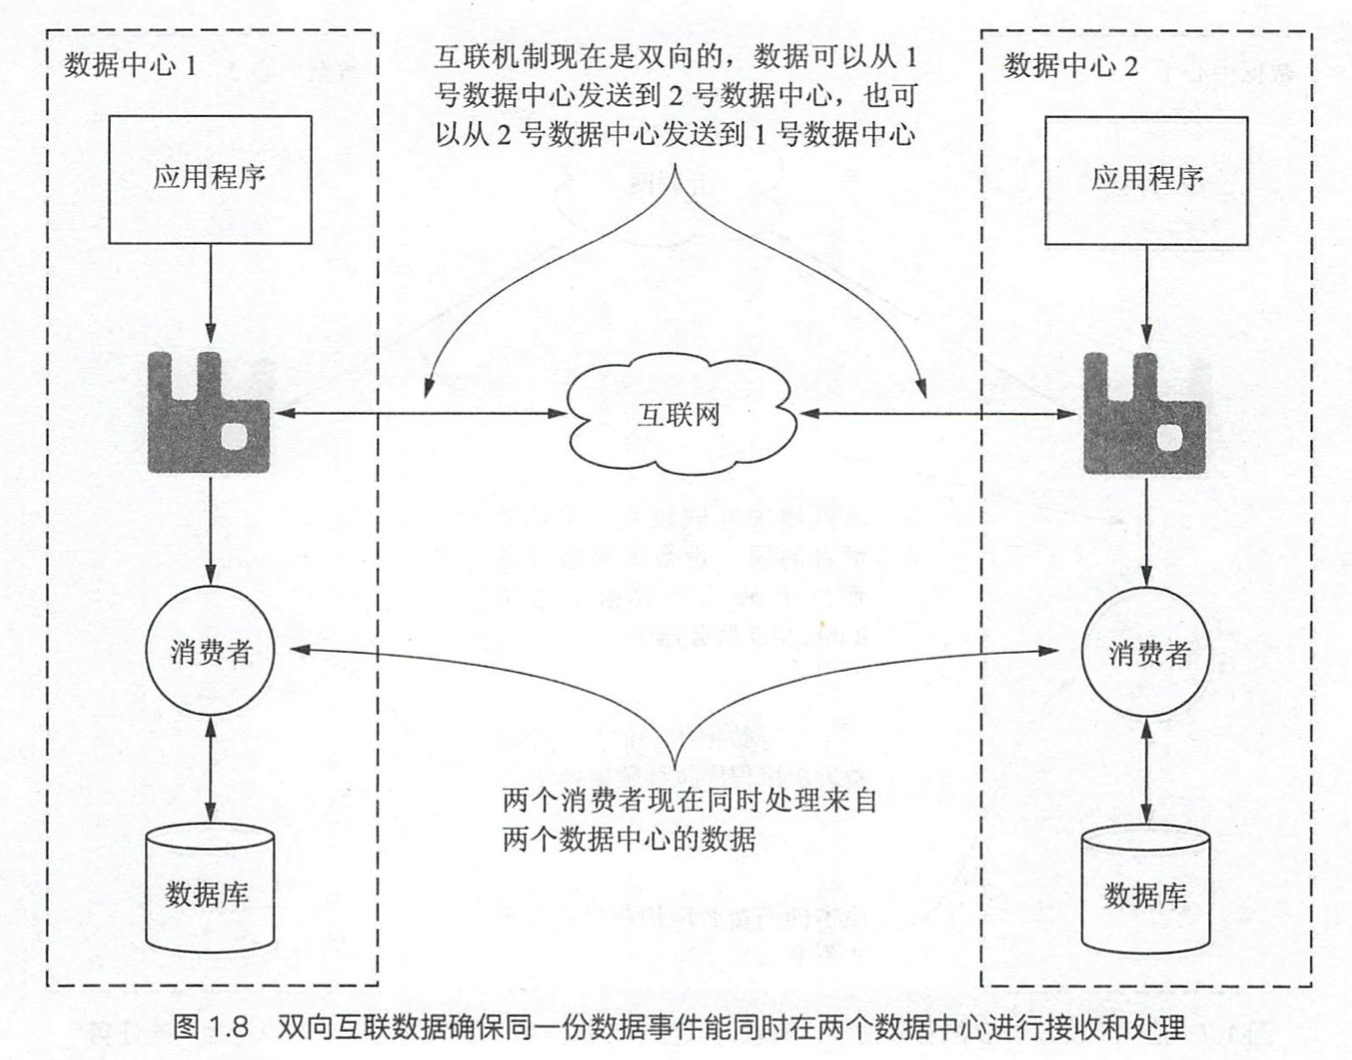 数据中心 1
互联机制现在是双向的，数据可以从 1
号数据中心发送到 2 号数据中心，也可
以从 2 号数据中心发送到 1 号数据中心
数据中心 2
应用程序
应用程序
互联网
消费者
消费者
两个消费者现在同时处理来自
两个数据中心的数据
数据库
数据库
图 1.8 双向互联数据确保同一份数据事件能同时在两个数据中心进行接收和处理